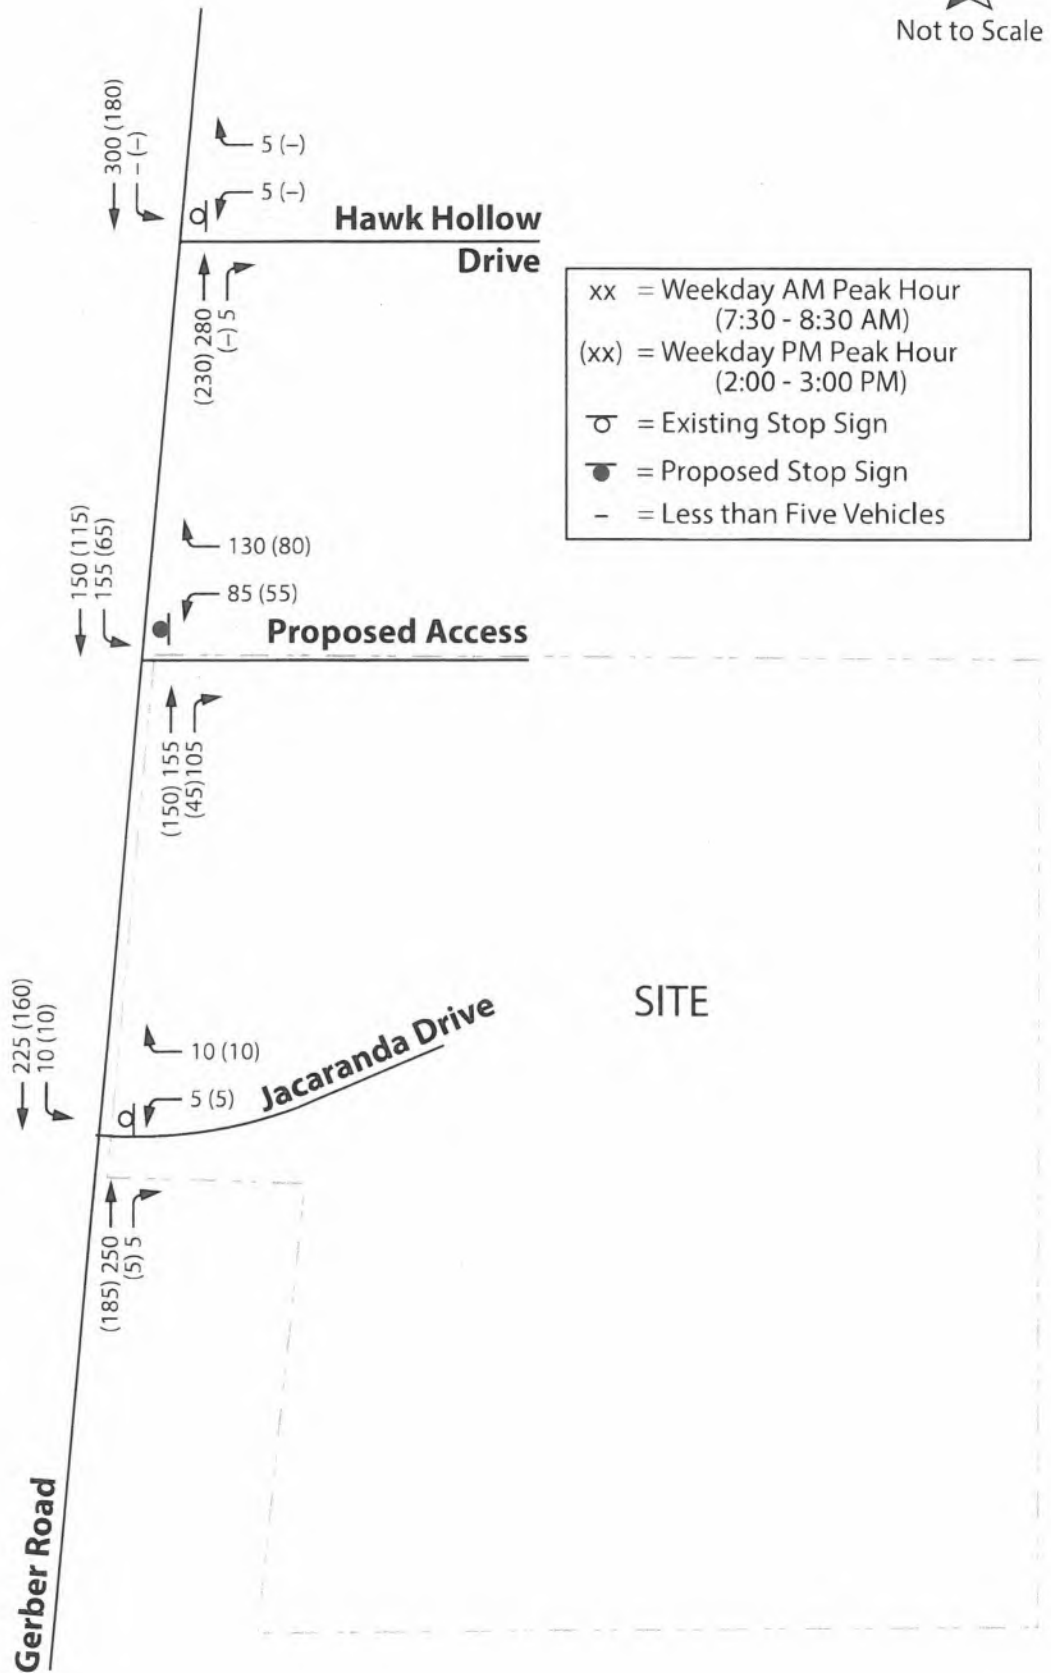 Not to Scale
300 (180)
– (–)
5 (–)
5 (–)
Hawk Hollow
Drive
(230) 280
(–) 5
xx = Weekday AM Peak Hour
(7:30 - 8:30 AM)
(xx) = Weekday PM Peak Hour
(2:00 - 3:00 PM)
= Existing Stop Sign
= Proposed Stop Sign
– = Less than Five Vehicles
150 (115)
155 (65)
130 (80)
85 (55)
Proposed Access
(150) 155
(45) 105
225 (160)
10 (10)
10 (10)
5 (5)
Jacaranda Drive
SITE
(185) 250
(5) 5
Gerber Road